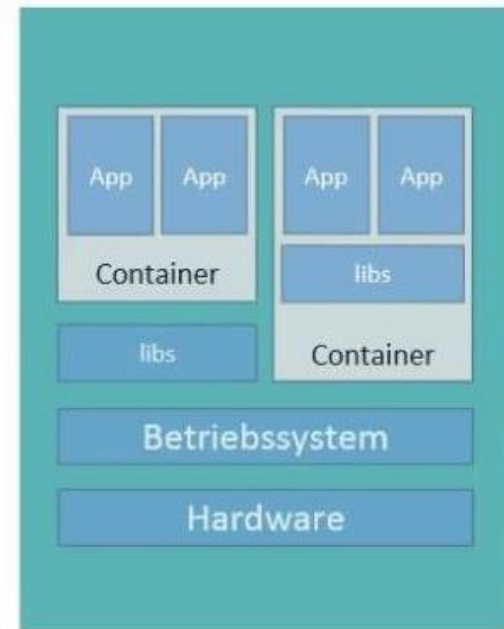 App App App App
libs
Container
libs Container
Betriebssystem
Hardware